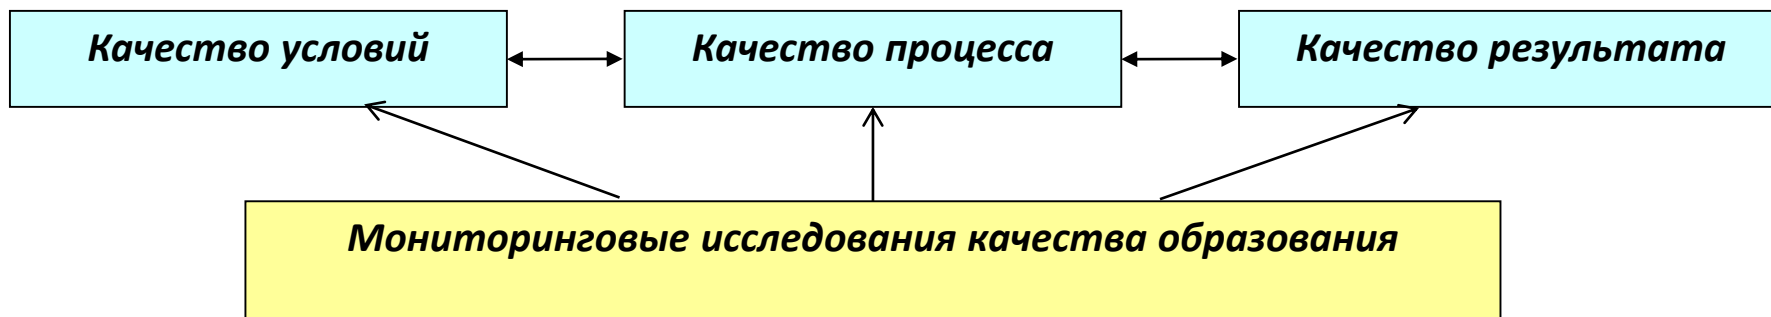 Качество условий
Качество процесса
Качество результата
Мониторинговые исследования качества образования